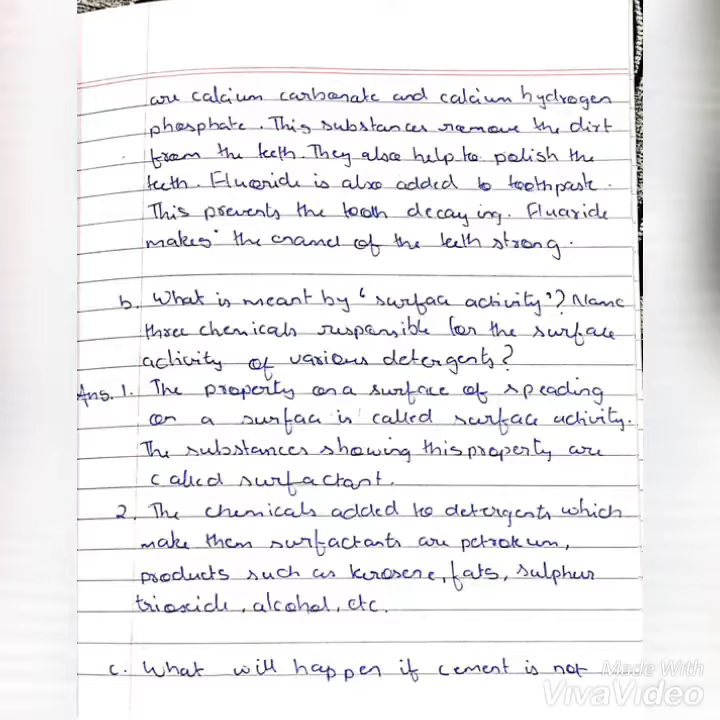 are calcium carbonate and calcium hydrogen
phosphate. This substances remove the dirt
from the teeth. They also help to polish the
teeth. Fluoride is also added to toothpaste.
This prevents the tooth decaying. Fluoride
makes the enamel of the teeth strong.
b. What is meant by 'surface activity'? Name
three chemicals responsible for the surface
activity of various detergents?
Ans. 1. The property on a surface of speading
on a surface is called surface activity.
The substances showing this property are
called surfactant.
2. The chemicals added to detergents which
make them surfactants are petroleum,
products such as kerosene, fats, sulphur
trioxide, alcohol, etc.
c. What will happen if cement is not
Made With
VivaVideo